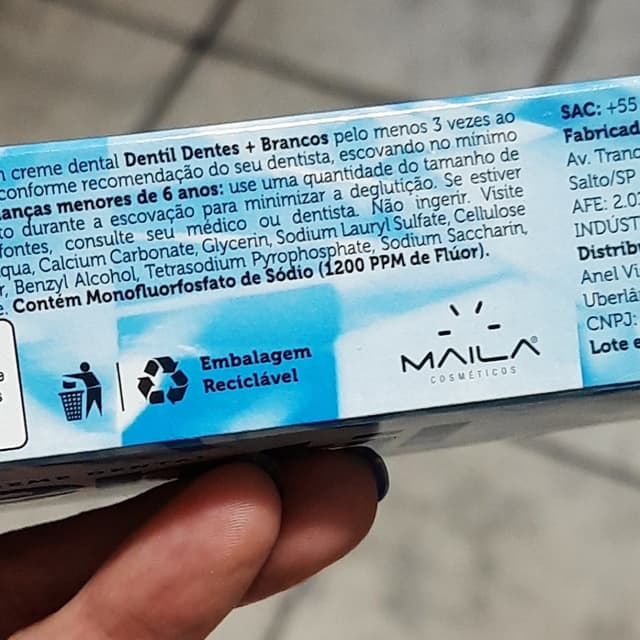 creme dental Dentil Dentes + Brancos pelo menos 3 vezes ao
conforme recomendação do seu dentista, escovando no mínimo
anças menores de 6 anos: use uma quantidade do tamanho de
durante a escovação para minimizar a deglutição. Se estiver
fontes, consulte seu médico ou dentista. Não ingerir. Visite
qua, Calcium Carbonate, Glycerin, Sodium Lauryl Sulfate, Cellulose
r, Benzyl Alcohol, Tetrasodium Pyrophosphate, Sodium Saccharin,
e. Contém Monofluorfosfato de Sódio (1200 PPM de Flúor).
Embalagem
Reciclável
MAILA®
COSMÉTICOS
SAC: +55
Fabricad
Av. Tranq
Salto/SP
AFE: 2.0
INDÚST
Distribu
Anel Vi
Uberlâ
CNPJ:
Lote e